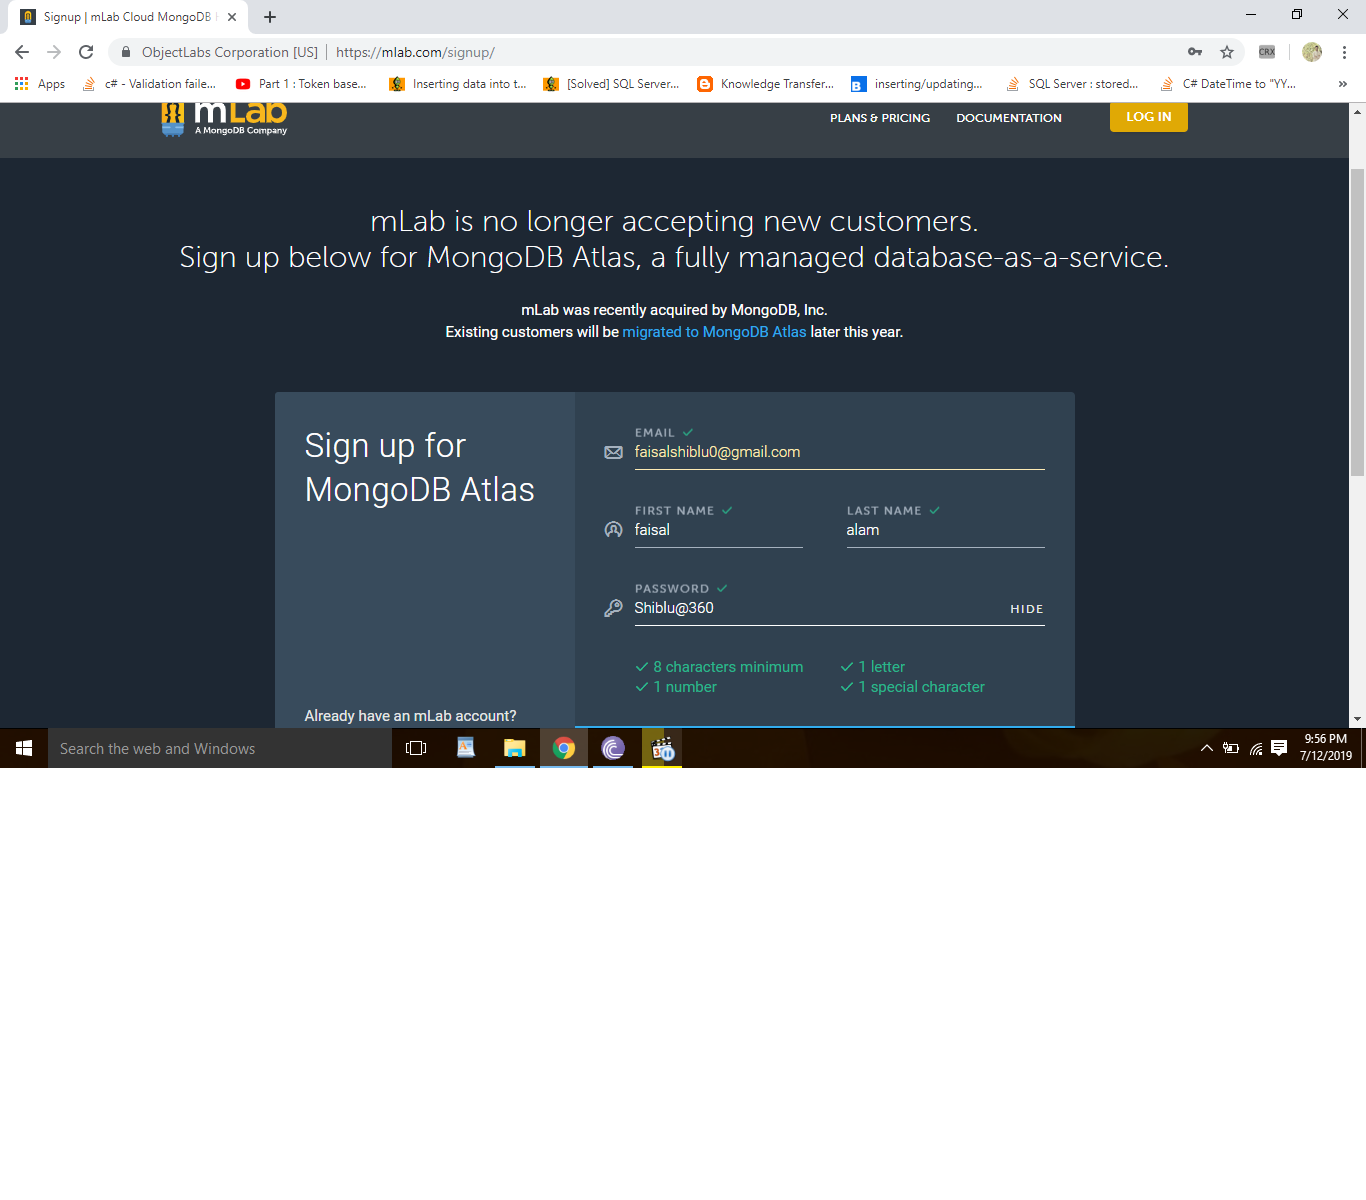 Signup | mLab Cloud MongoDB
ObjectLabs Corporation [US] | https://mlab.com/signup/
CRX
Apps
c# - Validation faile...
Part 1 : Token base...
Inserting data into t...
[Solved] SQL Server...
Knowledge Transfer...
inserting/updating...
SQL Server : stored...
C# DateTime to "YY...
»
mLab
A MongoDB Company
PLANS & PRICING
DOCUMENTATION
LOG IN
mLab is no longer accepting new customers.
Sign up below for MongoDB Atlas, a fully managed database-as-a-service.
mLab was recently acquired by MongoDB, Inc.
Existing customers will be migrated to MongoDB Atlas later this year.
Sign up for
MongoDB Atlas
Already have an mLab account?
EMAIL
faisalshiblu0@gmail.com
FIRST NAME
faisal
LAST NAME
alam
PASSWORD
Shiblu@360
HIDE
8 characters minimum
1 letter
1 number
1 special character
Search the web and Windows
9:56 PM
7/12/2019